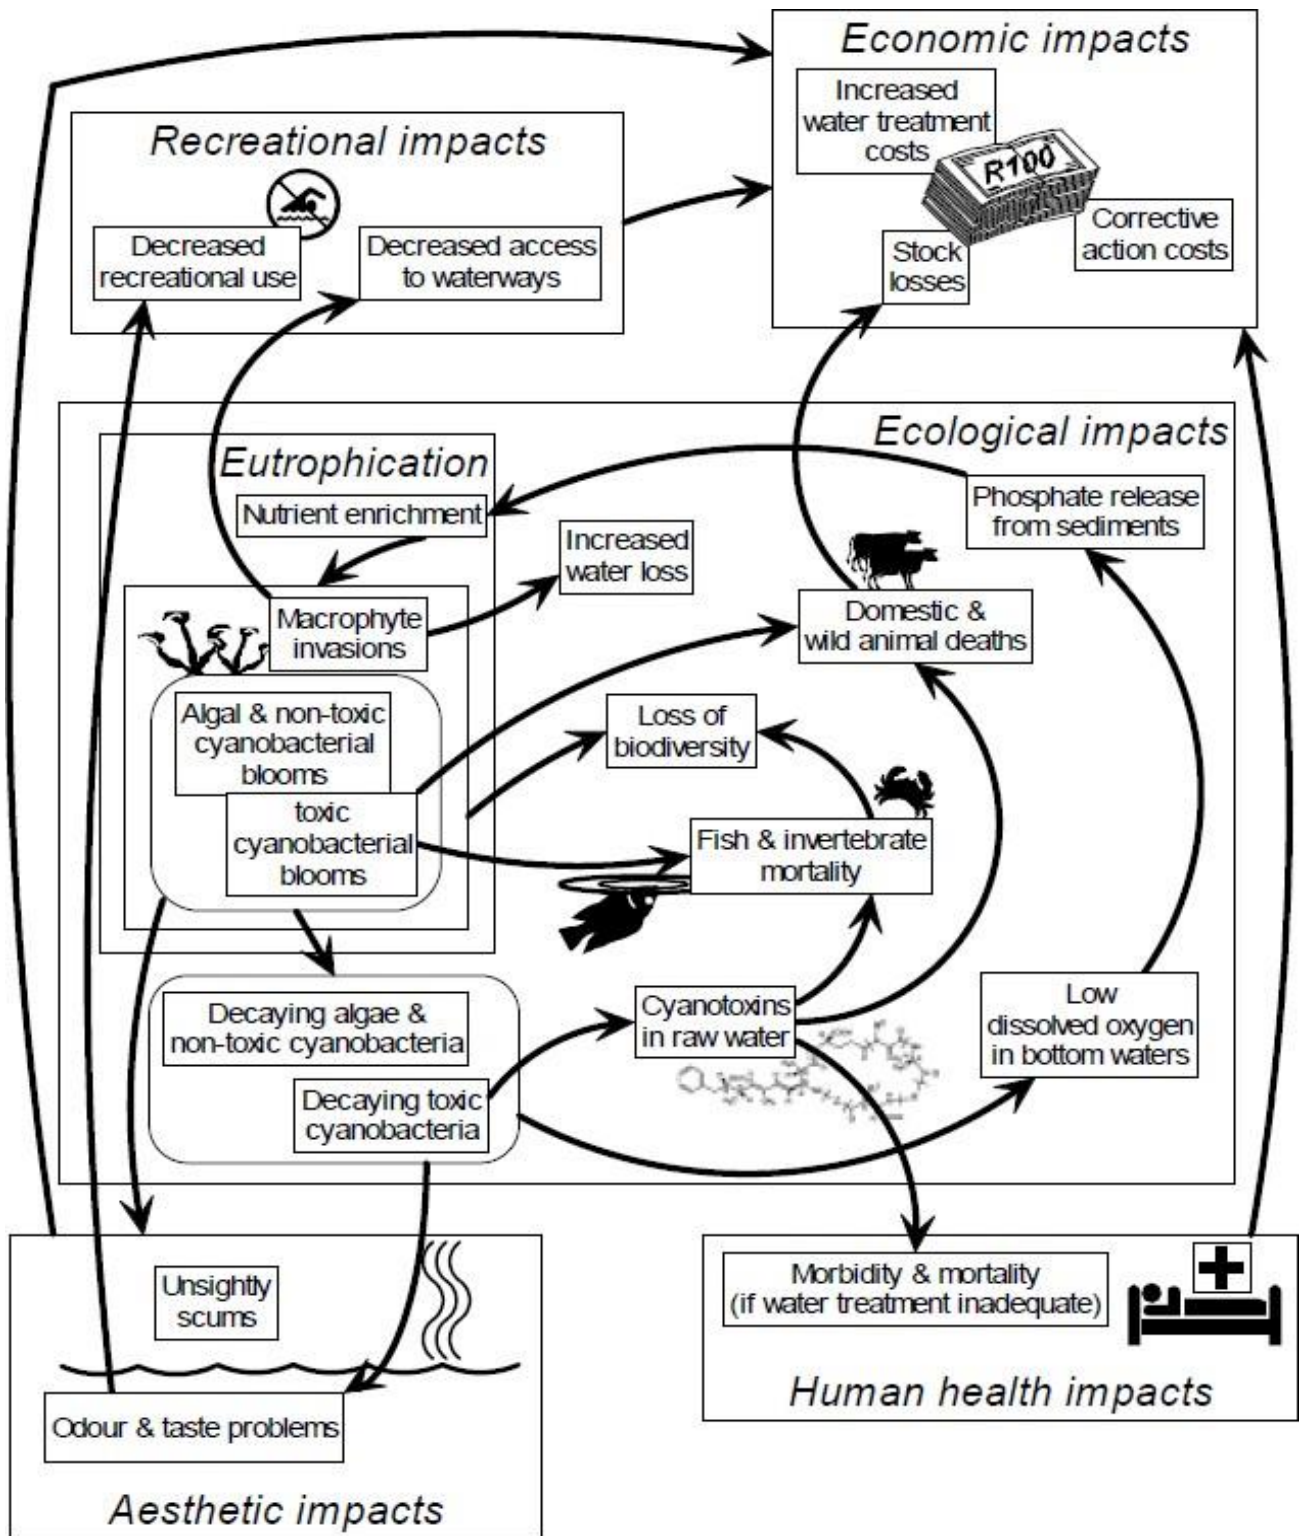 Economic impacts
Increased
water treatment
costs
R100
Corrective
action costs
Stock
losses
Recreational impacts
Decreased
recreational use
Decreased access
to waterways
Ecological impacts
Eutrophication
Nutrient enrichment
Phosphate release
from sediments
Increased
water loss
Macrophyte
invasions
Domestic &
wild animal deaths
Algal & non-toxic
cyanobacterial
blooms
Loss of
biodiversity
toxic
cyanobacterial
blooms
Fish & invertebrate
mortality
Decaying algae &
non-toxic cyanobacteria
Cyanotoxins
in raw water
Low
dissolved oxygen
in bottom waters
Decaying toxic
cyanobacteria
Unsightly
scums
Odour & taste problems
Aesthetic impacts
Morbidity & mortality
(if water treatment inadequate)
Human health impacts